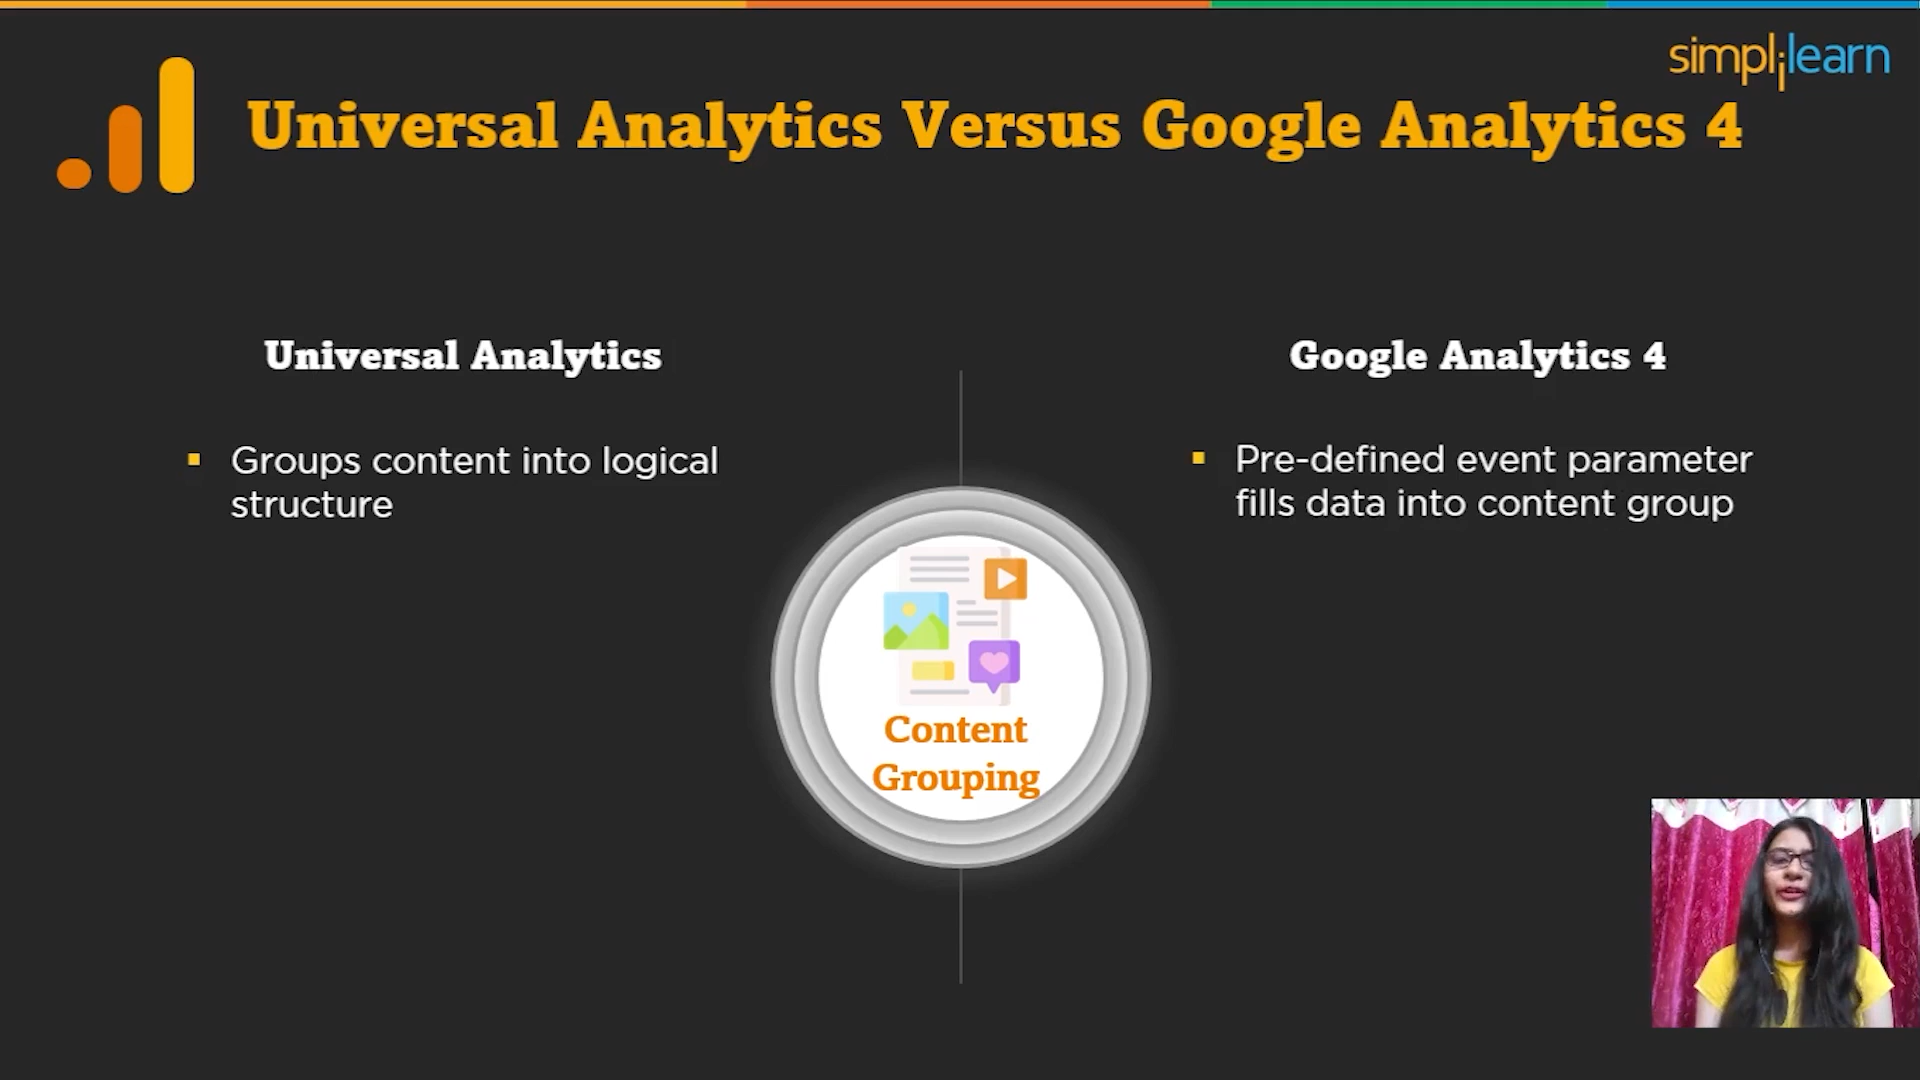 simplilearn
Universal Analytics Versus Google Analytics 4
Universal Analytics
Groups content into logical
structure
Google Analytics 4
Pre-defined event parameter
fills data into content group
Content
Grouping